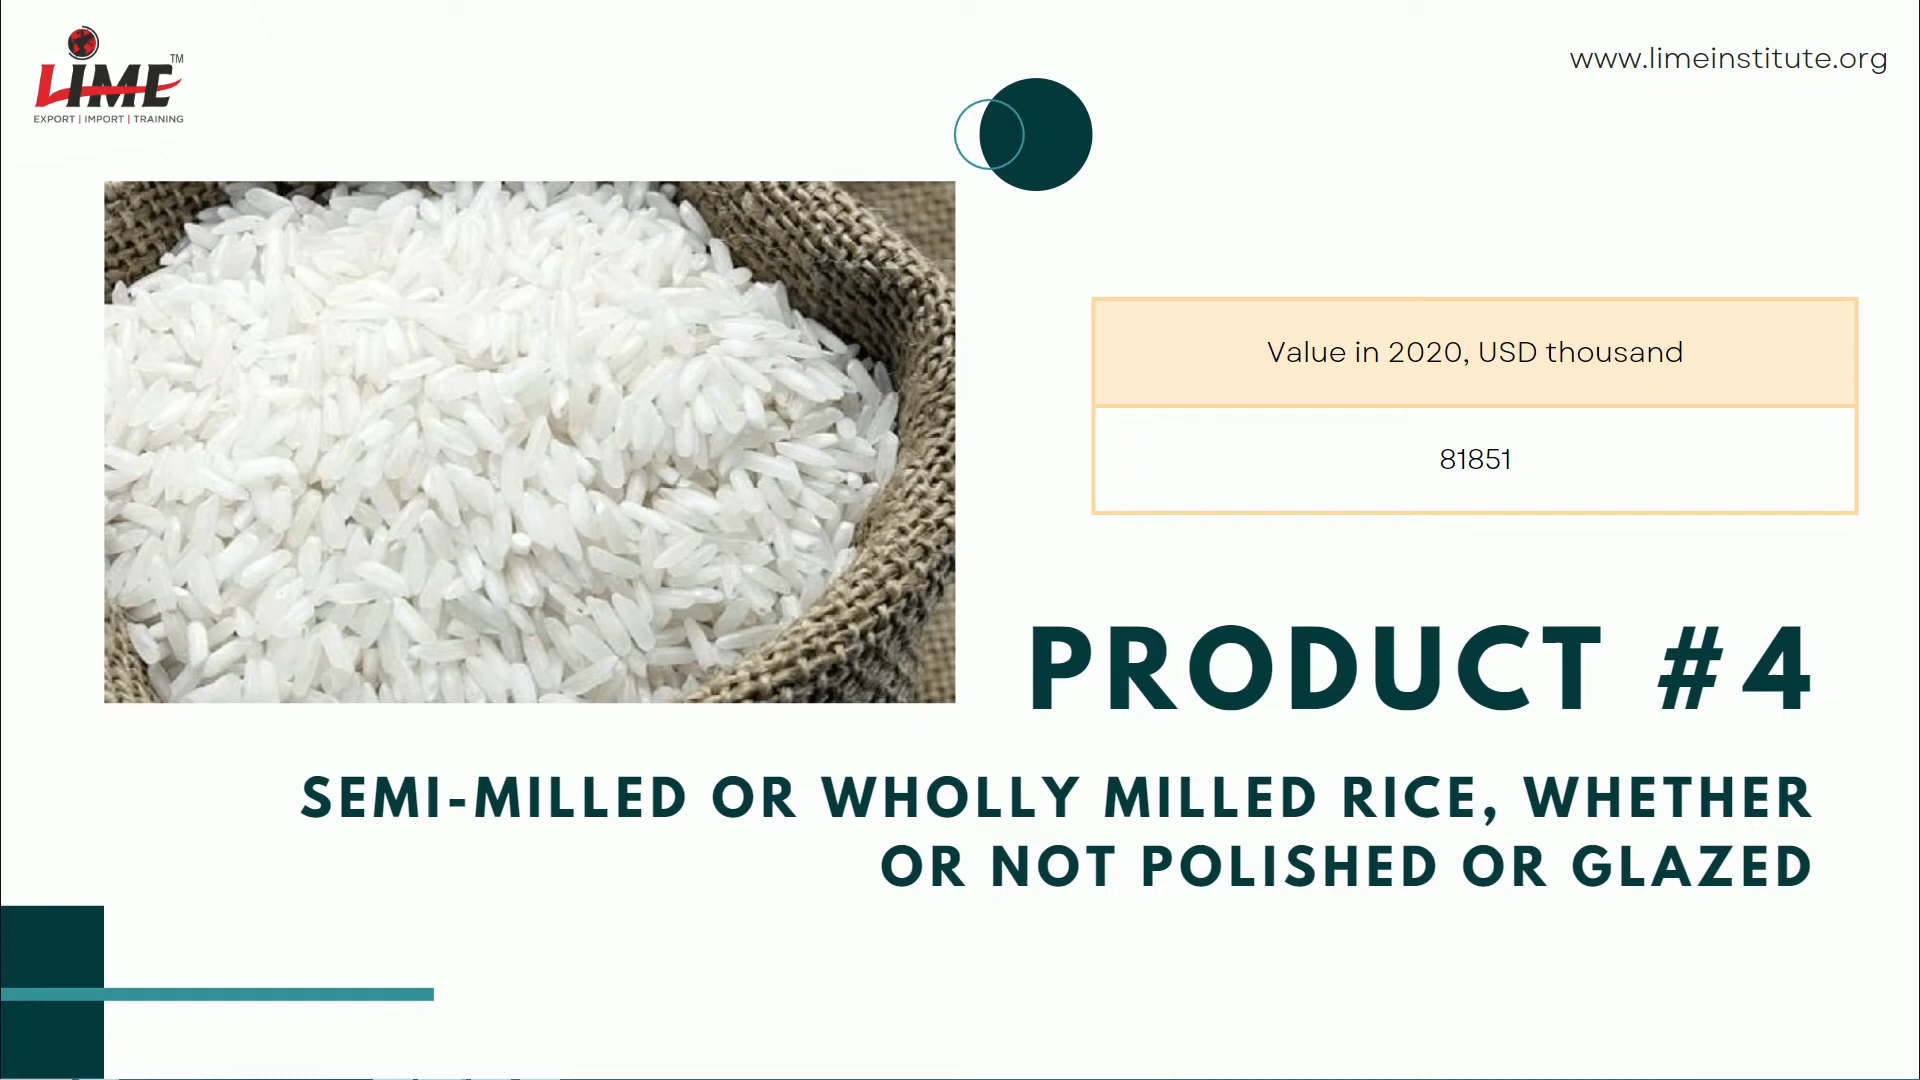 LIME TM
EXPORT | IMPORT | TRAINING
www.limeinstitute.org
Value in 2020, USD thousand
81851
PRODUCT #4
SEMI-MILLED OR WHOLLY MILLED RICE, WHETHER
OR NOT POLISHED OR GLAZED